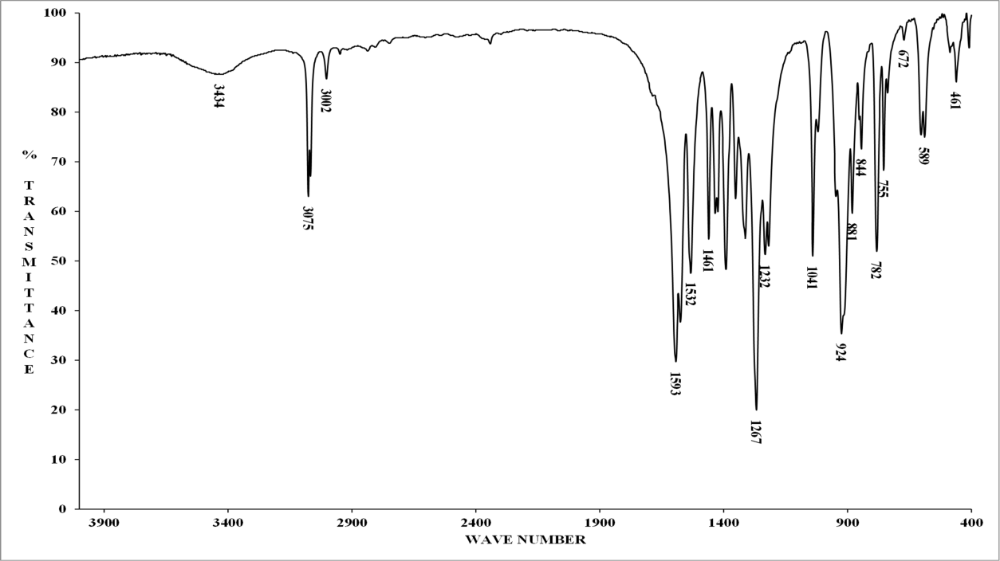 100
90
80
70
60
50
40
30
20
10
0
%
T
R
A
N
S
M
I
T
T
A
N
C
E
3434
3075
3002
1593
1532
1461
1267
1232
1041
924
881
844
782
755
672
589
461
3900
3400
2900
2400
1900
1400
900
400
WAVE NUMBER